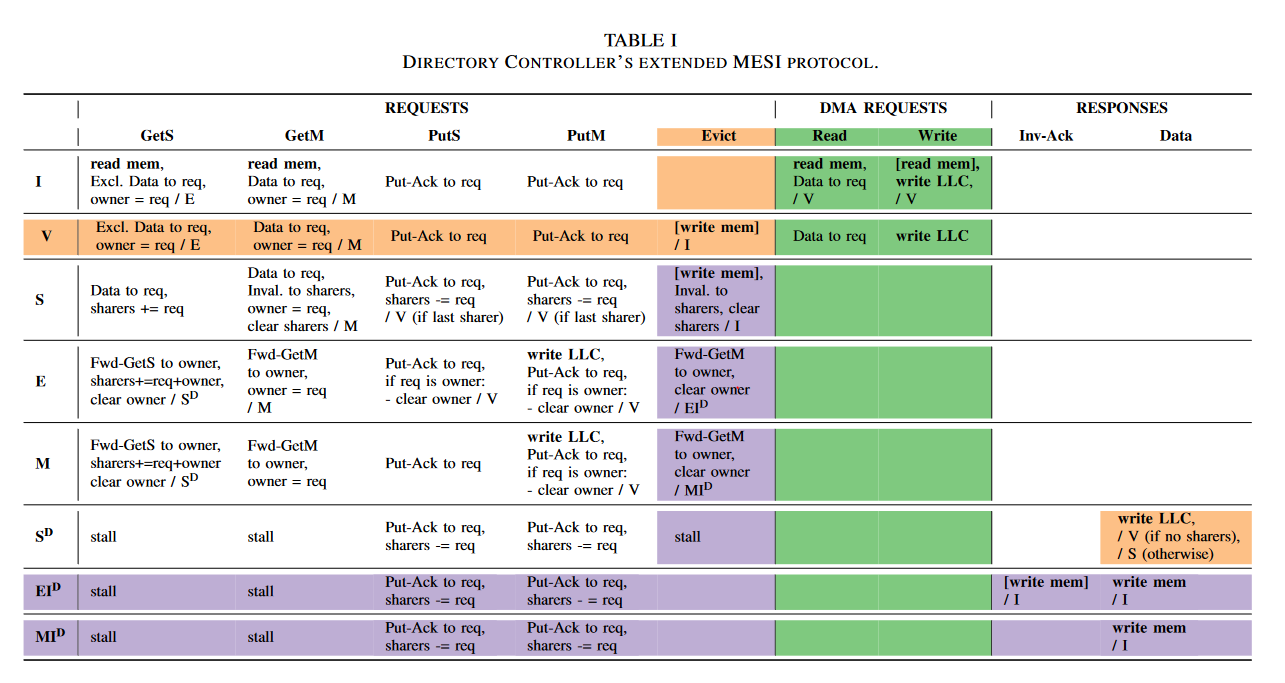 TABLE I
DIRECTORY CONTROLLER'S EXTENDED MESI PROTOCOL.
REQUESTS DMA REQUESTS RESPONSES
GetS GetM PutS PutM Evict Read Write Inv-Ack Data
I
read mem,
Excl. Data to req,
owner = req / E
read mem,
Data to req,
owner = req / M
Put-Ack to req
Put-Ack to req
read mem,
Data to req
/ V
[read mem],
write LLC,
/ V
V
Excl. Data to req,
owner = req / E
Data to req,
owner = req / M
Put-Ack to req
Put-Ack to req
[write mem]
/ I
Data to req
write LLC
S
Data to req,
sharers += req
Data to req,
Inval. to sharers,
owner = req,
clear sharers / M
Put-Ack to req,
sharers -= req
/ V (if last sharer)
Put-Ack to req,
sharers -= req
/ V (if last sharer)
[write mem],
Inval. to
sharers, clear
sharers / I
E
Fwd-GetS to owner,
sharers+=req+owner,
clear owner / S^D
Fwd-GetM
to owner,
owner = req
/ M
Put-Ack to req,
if req is owner:
- clear owner / V
write LLC,
Put-Ack to req,
if req is owner:
- clear owner / V
Fwd-GetM
to owner,
clear owner
/ EI^D
M
Fwd-GetS to owner,
sharers+=req+owner
clear owner / S^D
Fwd-GetM
to owner,
owner = req
Put-Ack to req
write LLC,
Put-Ack to req,
if req is owner:
- clear owner / V
Fwd-GetM
to owner,
clear owner
/ MI^D
S^D
stall
stall
Put-Ack to req,
sharers -= req
Put-Ack to req,
sharers -= req
stall
write LLC,
/ V (if no sharers),
/ S (otherwise)
EI^D
stall
stall
Put-Ack to req,
sharers -= req
Put-Ack to req,
sharers - = req
[write mem]
/ I
write mem
/ I
MI^D
stall
stall
Put-Ack to req,
sharers -= req
Put-Ack to req,
sharers -= req
write mem
/ I